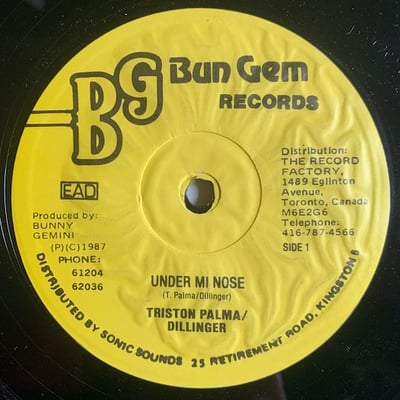 BG Bun Gem
RECORDS
Distribution:
THE RECORD
FACTORY,
1489 Eglinton
Avenue,
Toronto, Canada
M6E2G6
Telephone:
416-787-4566
SIDE 1
EAD
Produced by:
BUNNY
GEMINI
(P)(C)1987
PHONE:
61204
62036
UNDER MI NOSE
(T. Palma/Dillinger)
TRISTON PALMA/
DILLINGER
DISTRIBUTED BY SONIC SOUNDS 25 RETIREMENT ROAD, KINGSTON 5